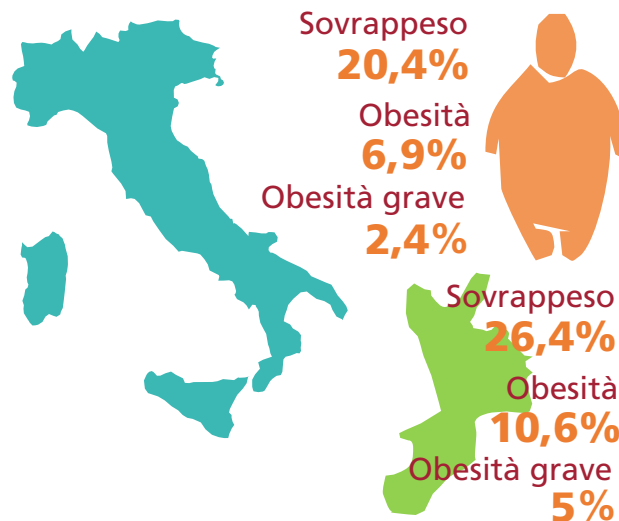 Sovrappeso
20,4%
Obesità
6,9%
Obesità grave
2,4%
Sovrappeso
26,4%
Obesità
10,6%
Obesità grave
5%